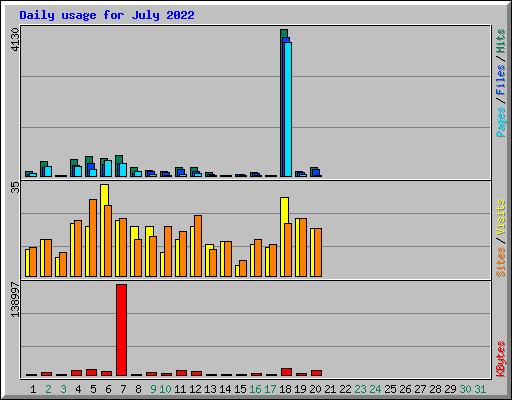 Daily usage for July 2022
4130
Pages / Files / Hits
35
Sites / Visits
138997
KBytes
1 2 3 4 5 6 7 8 9 10 11 12 13 14 15 16 17 18 19 20 21 22 23 24 25 26 27 28 29 30 31